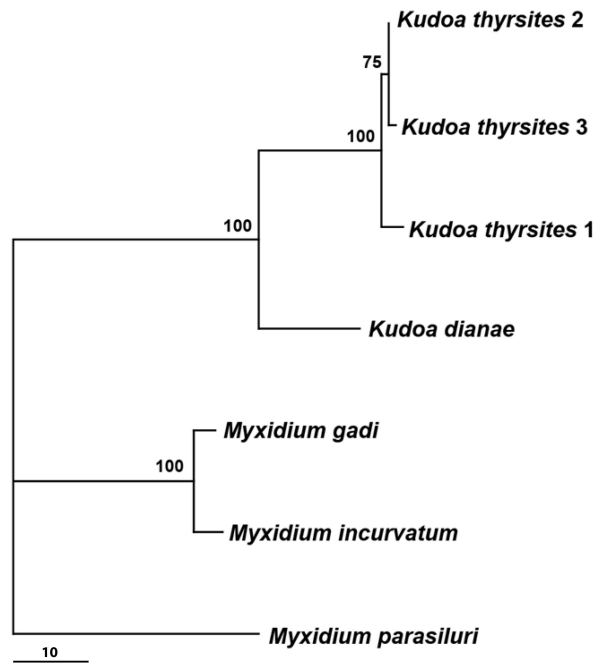 Kudoa thyrsites 2
75
Kudoa thyrsites 3
100
Kudoa thyrsites 1
100
Kudoa dianae
Myxidium gadi
100
Myxidium incurvatum
Myxidium parasiluri
10